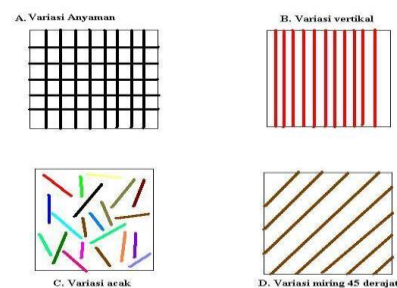 A. Variasi Anyaman
B. Variasi vertikal
C. Variasi acak
D. Variasi miring 45 derajat